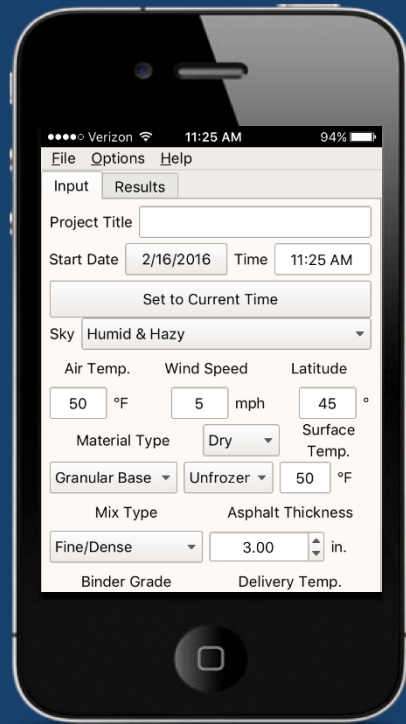 Verizon 11:25 AM 94%
File Options Help
Input Results
Project Title
Start Date 2/16/2016 Time 11:25 AM
Set to Current Time
Sky Humid & Hazy
Air Temp. Wind Speed Latitude
50 °F 5 mph 45 °
Material Type Dry Surface Temp.
Granular Base Unfrozer 50 °F
Mix Type Asphalt Thickness
Fine/Dense 3.00 in.
Binder Grade Delivery Temp.